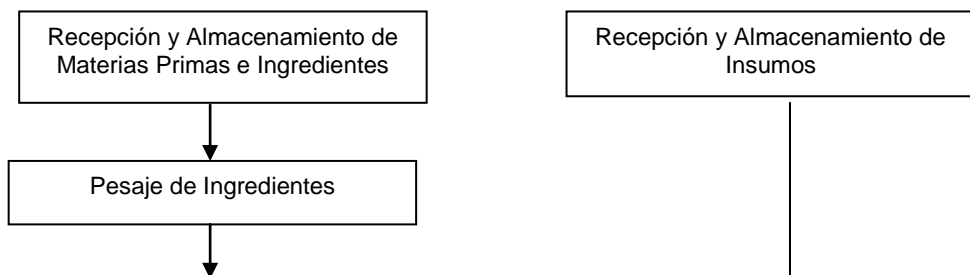 Recepción y Almacenamiento de
Materias Primas e Ingredientes
Recepción y Almacenamiento de
Insumos
Pesaje de Ingredientes